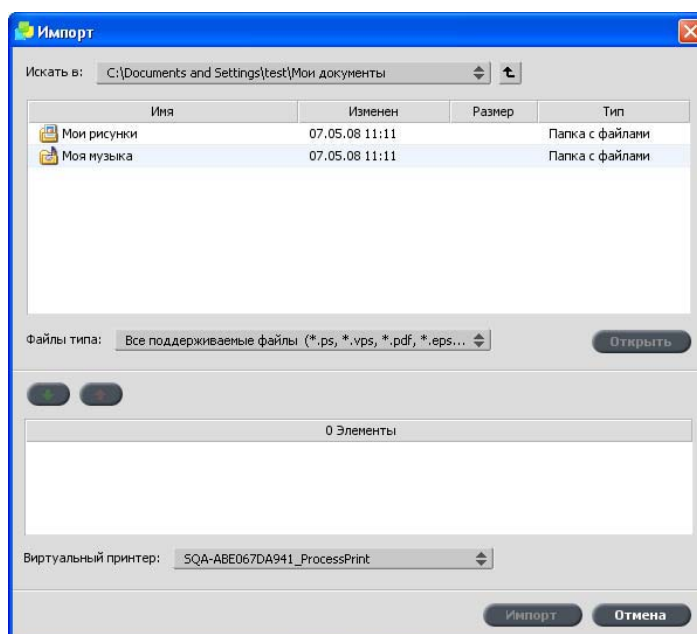 Импорт
Искать в: C:\Documents and Settings\test\Мои документы
Имя Изменен Размер Тип
Мои рисунки 07.05.08 11:11 Папка с файлами
Моя музыка 07.05.08 11:11 Папка с файлами
Файлы типа: Все поддерживаемые файлы (*.ps, *.vps, *.pdf, *.eps... Открыть
0 Элементы
Виртуальный принтер: SQA-ABE067DA941_ProcessPrint
Импорт Отмена